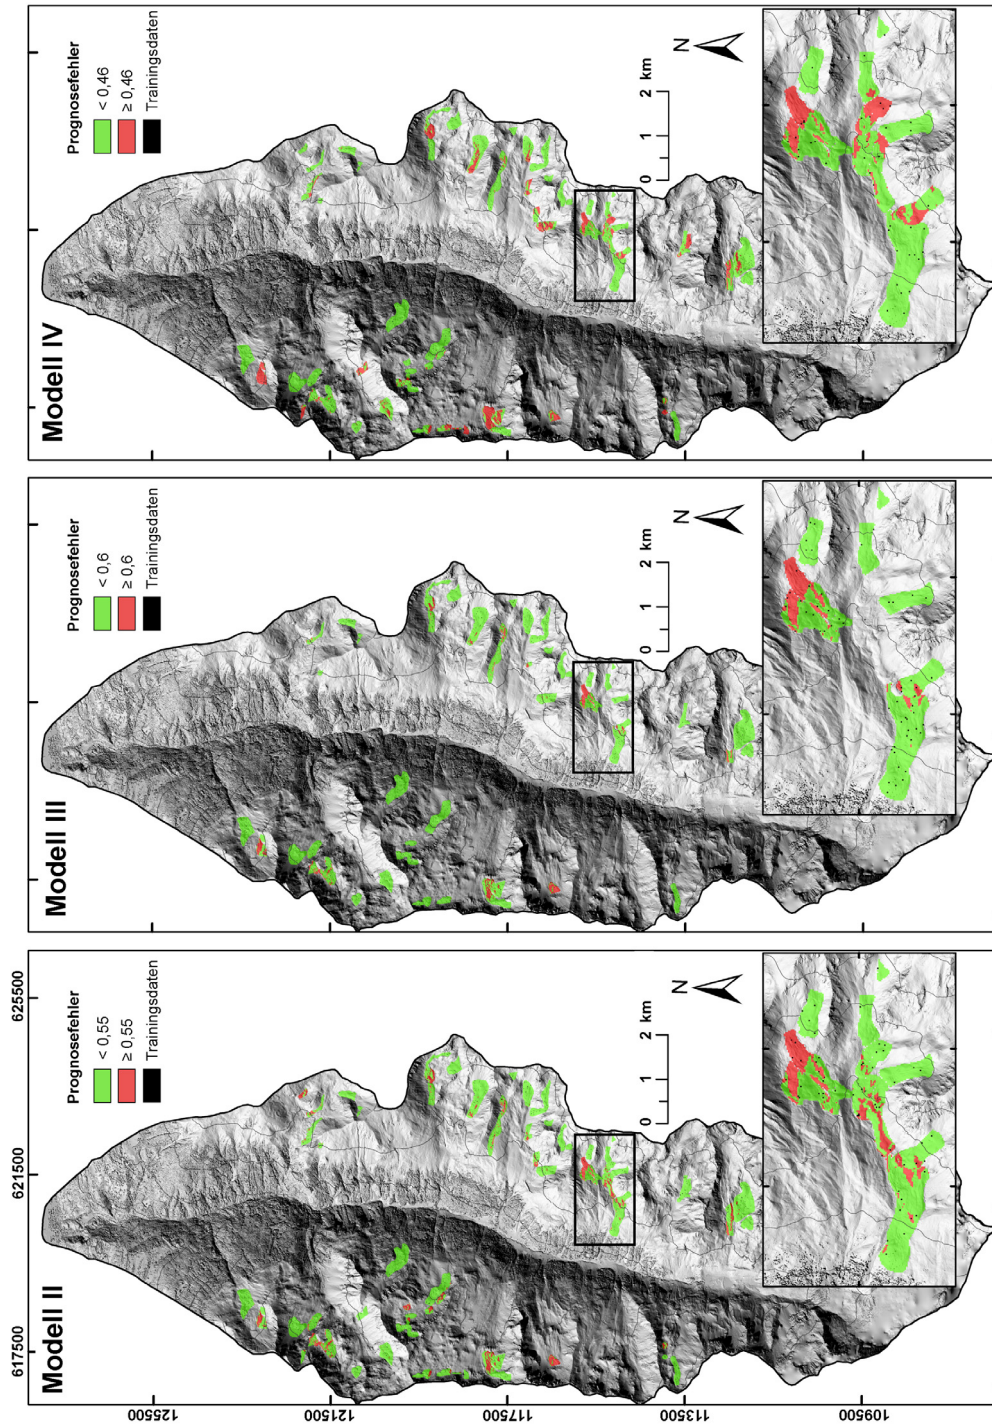 Modell II
Prognosefehler
< 0,55
≥ 0,55
Trainingsdaten
N
0 1 2 km
617500
621500
625500
125500
121500
117500
113500
109500
Modell III
Prognosefehler
< 0,6
≥ 0,6
Trainingsdaten
N
0 1 2 km
Modell IV
Prognosefehler
< 0,46
≥ 0,46
Trainingsdaten
N
0 1 2 km